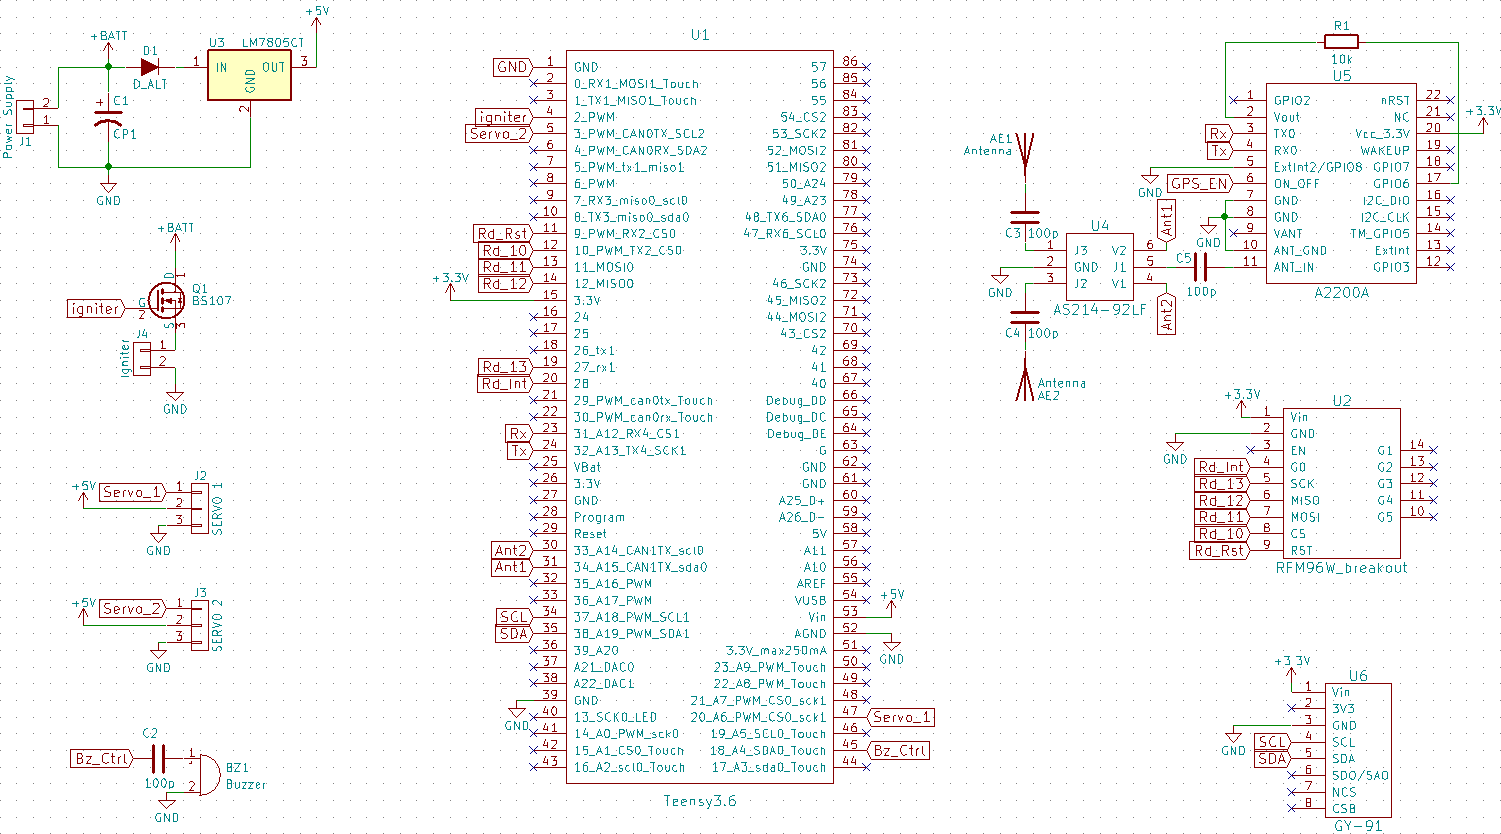 +5V
+BATT
U3 LM7805CT
D1
1 IN OUT 3
D_ALT
GND
2
Power Supply
2
1
J1
C1
CP1
GND
+BATT
D
1
Q1
BS107
igniter
G
2
S
3
J4
1
2
Igniter
GND
J2
+5V
Servo_1
1
2
3
SERVO 1
GND
J3
+5V
Servo_2
1
2
3
SERVO 2
GND
C2
Bz_Ctrl
100p
1
2
BZ1
Buzzer
GND
U1
GND 1 GND
2 0_RX1_MOSI1_Touch
3 1_TX1_MISO1_Touch
igniter 4 2_PWM
Servo_2 5 3_PWM_CAN0TX_SCL2
6 4_PWM_CAN0RX_SDA2
7 5_PWM_tx1_miso1
8 6_PWM
9 7_RX3_miso0_scl0
10 8_TX3_miso0_sda0
Rd_Rst 11 9_PWM_RX2_CS0
Rd_10 12 10_PWM_TX2_CS0
Rd_11 13 11_MOSI0
Rd_12 14 12_MISO0
+3.3V 15 3.3V
16 24
17 25
18 26_tx1
Rd_13 19 27_rx1
Rd_Int 20 28
21 29_PWM_can0tx_Touch
22 30_PWM_can0rx_Touch
Rx 23 31_A12_RX4_CS1
Tx 24 32_A13_TX4_SCK1
25 VBat
26 3.3V
27 GND
28 Program
29 Reset
Ant2 30 33_A14_CAN1TX_scl0
Ant1 31 34_A15_CAN1TX_sda0
32 35_A16_PWM
33 36_A17_PWM
SCL 34 37_A18_PWM_SCL1
SDA 35 38_A19_PWM_SDA1
36 39_A20
37 A21_DAC0
38 A22_DAC1
39 GND
GND
40 13_SCK0_LED
41 14_A0_PWM_sck0
42 15_A1_CS0_Touch
43 16_A2_scl0_Touch
57 86
56 85
55 84
54_CS2 83
53_SCK2 82
52_MOSI2 81
51_MISO2 80
50_A24 79
49_A23 78
48_TX6_SDA0 77
47_RX6_SCL0 76
3.3V 75
GND 74
46_SCK2 73
45_MISO2 72
44_MOSI2 71
43_CS2 70
42 69
41 68
40 67
Debug_DD 66
Debug_DC 65
Debug_DE 64
G 63
GND 62
GND 61
A25_D+ 60
A26_D- 59
5V 58
A11 57
A10 56
AREF 55
VUSB 54
Vin 53 +5V
AGND 52 GND
3.3V_max250mA 51
23_A9_PWM_Touch 50
22_A8_PWM_Touch 49
21_A7_PWM_CS0_sck1 48
20_A6_PWM_CS0_sck1 47 Servo_1
19_A5_SCL0_Touch 46
18_A4_SDA0_Touch 45 Bz_Ctrl
17_A3_sda0_Touch 44
Teensy3.6
AE1
Antenna
C3 100p
GND
U4
1 J3 V2 6
2 GND J1 5
3 J2 V1 4
AS214-92LF
Ant1
Ant2
C4 100p
Antenna
AE2
C5
100p
R1
10k
U5
1 GPIO2 nRST 22
2 Vout NC 21
Rx 3 TX0 Vcc_3.3V 20 +3.3V
Tx 4 RX0 WAKEUP 19
GND 5 ExtInt2/GPIO8 GPIO7 18
GPS_EN 6 ON_OFF GPIO6 17
7 GND I2C_DIO 16
8 GND I2C_CLK 15
GND
9 VANT TM_GPIO5 14
10 ANT_GND ExtInt 13
11 ANT_IN GPIO3 12
A2200A
U2
+3.3V 1 Vin
GND 2 GND
3 EN G1 14
Rd_Int 4 G0 G2 13
Rd_13 5 SCK G3 12
Rd_12 6 MISO G4 11
Rd_11 7 MOSI G5 10
Rd_10 8 CS
Rd_Rst 9 RST
RFM96W_breakout
U6
+3.3V 1 Vin
2 3V3
GND 3 GND
SCL 4 SCL
SDA 5 SDA
6 SDO/SAO
7 NCS
8 CSB
GY-91